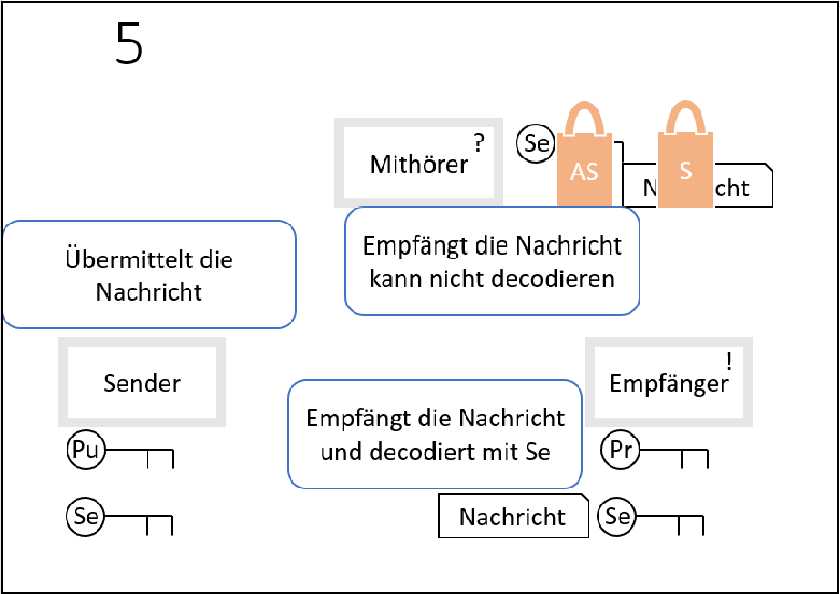 5
Mithörer
?
Se
AS
S
N cht
Übermittelt die
Nachricht
Empfängt die Nachricht
kann nicht decodieren
Sender
Empfänger
!
Empfängt die Nachricht
und decodiert mit Se
Pu
Pr
Se
Nachricht
Se